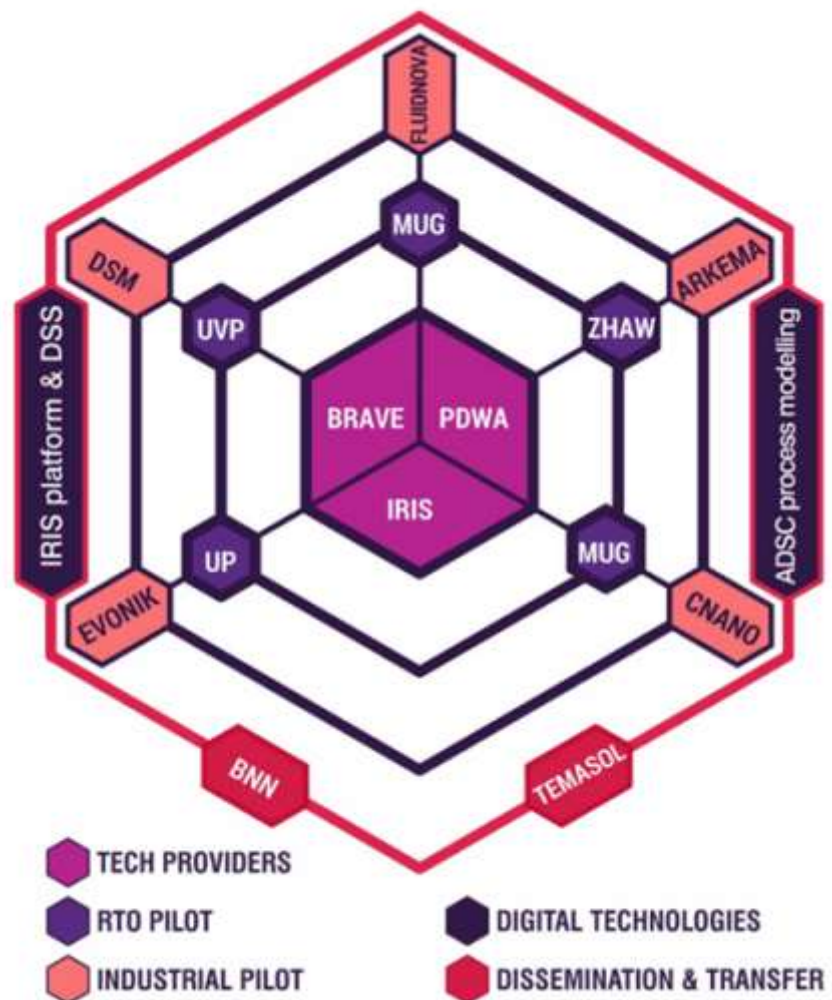 FLUIDNOVA
MUG
DSM
ARKEMA
UVP
ZHAW
IRIS platform & DSS
BRAVE
PDWA
ADSC process modelling
IRIS
UP
MUG
EVONIK
CNANO
BNN
TEMASOL
TECH PROVIDERS
RTO PILOT
DIGITAL TECHNOLOGIES
INDUSTRIAL PILOT
DISSEMINATION & TRANSFER